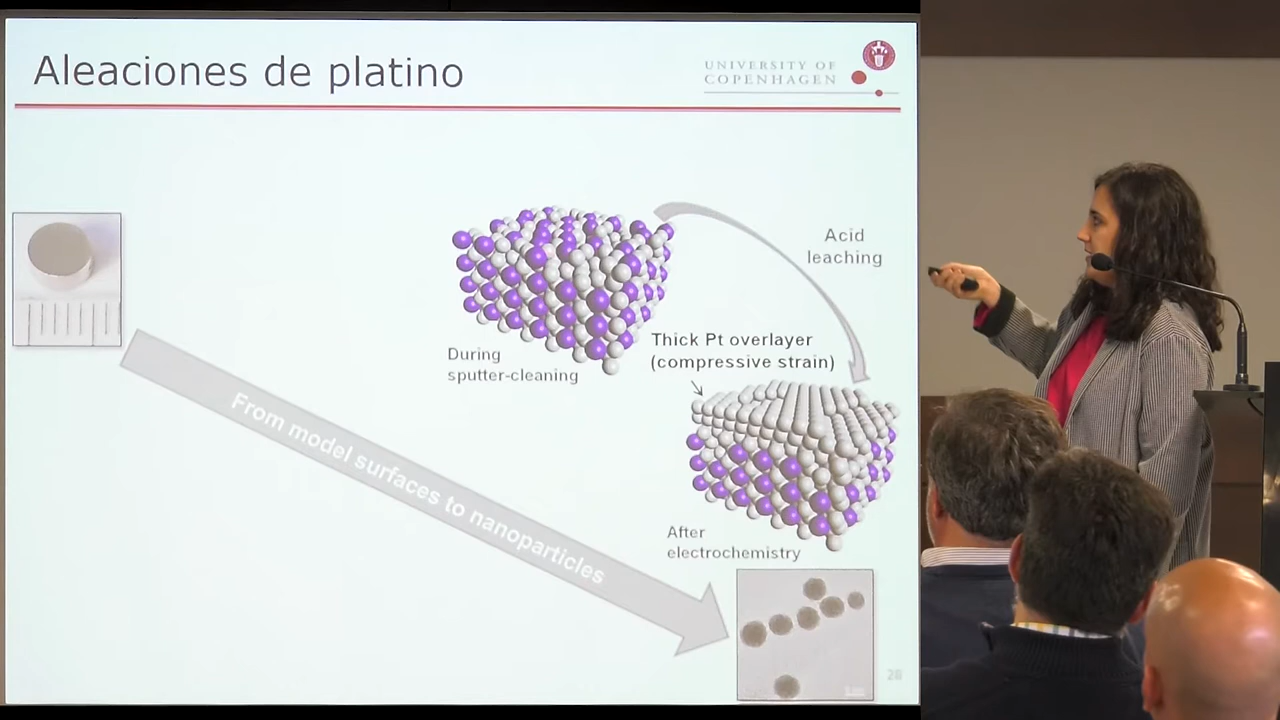 Aleaciones de platino
UNIVERSITY OF
COPENHAGEN
Acid
leaching
During
sputter-cleaning
Thick Pt overlayer
(compressive strain)
From model surfaces to nanoparticles
After
electrochemistry
28